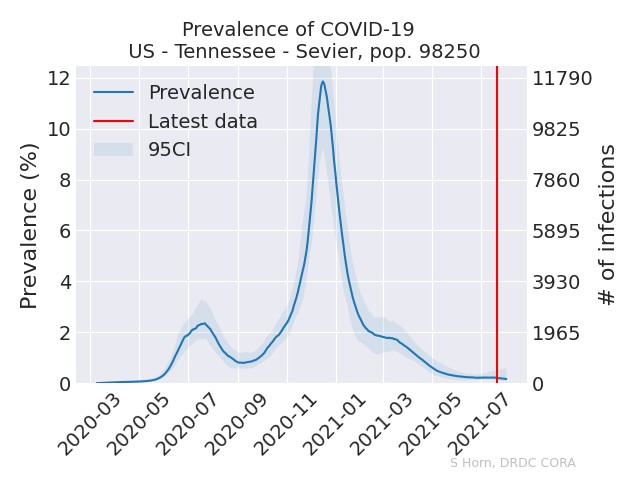 Prevalence of COVID-19
US - Tennessee - Sevier, pop. 98250
Prevalence
Latest data
95CI
Prevalence (%)
12
10
8
6
4
2
0
11790
9825
7860
5895
3930
1965
0
# of infections
2020-03
2020-05
2020-07
2020-09
2020-11
2021-01
2021-03
2021-05
2021-07
S Horn, DRDC CORA